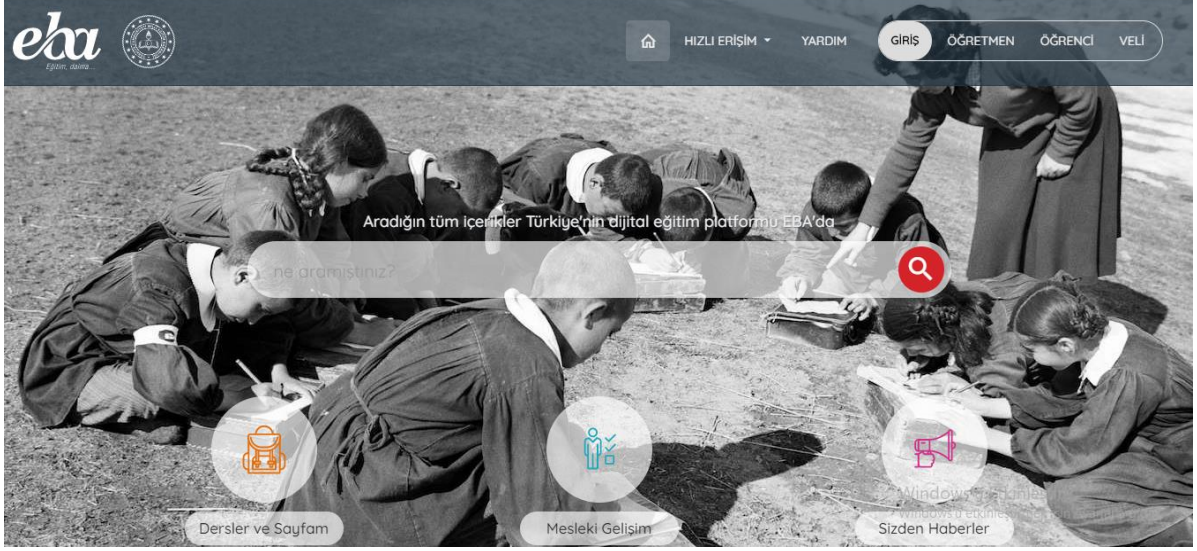 eba
Eğitim, daima...
HIZLI ERİŞİM YARDIM GİRİŞ ÖĞRETMEN ÖĞRENCİ VELİ
Aradığın tüm içerikler Türkiye'nin dijital eğitim platformu EBA'da
ne aramıştınız?
Dersler ve Sayfam
Mesleki Gelişim
Sizden Haberler